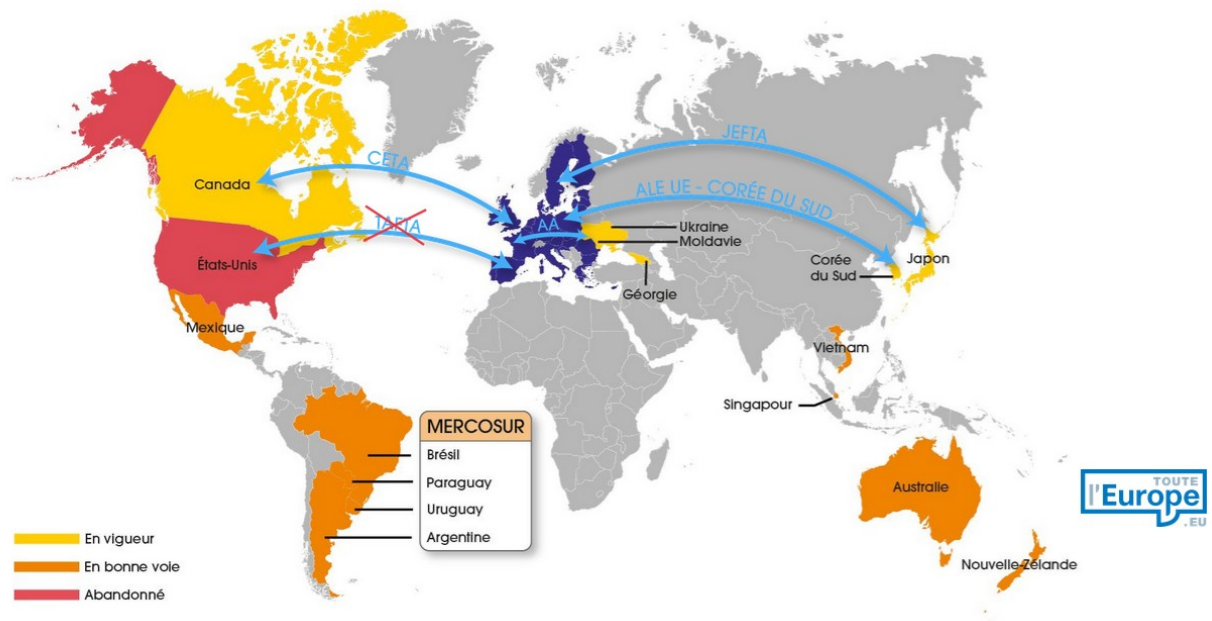 JEFTA
CETA
ALE UE - CORÉE DU SUD
Canada
TAFTA
AA
Ukraine
Moldavie
États-Unis
Corée
du Sud
Japon
Géorgie
Mexique
Vietnam
Singapour
MERCOSUR
Brésil
Paraguay
Uruguay
Argentine
Australie
Nouvelle-Zélande
TOUTE
l'Europe
.EU
En vigueur
En bonne voie
Abandonné